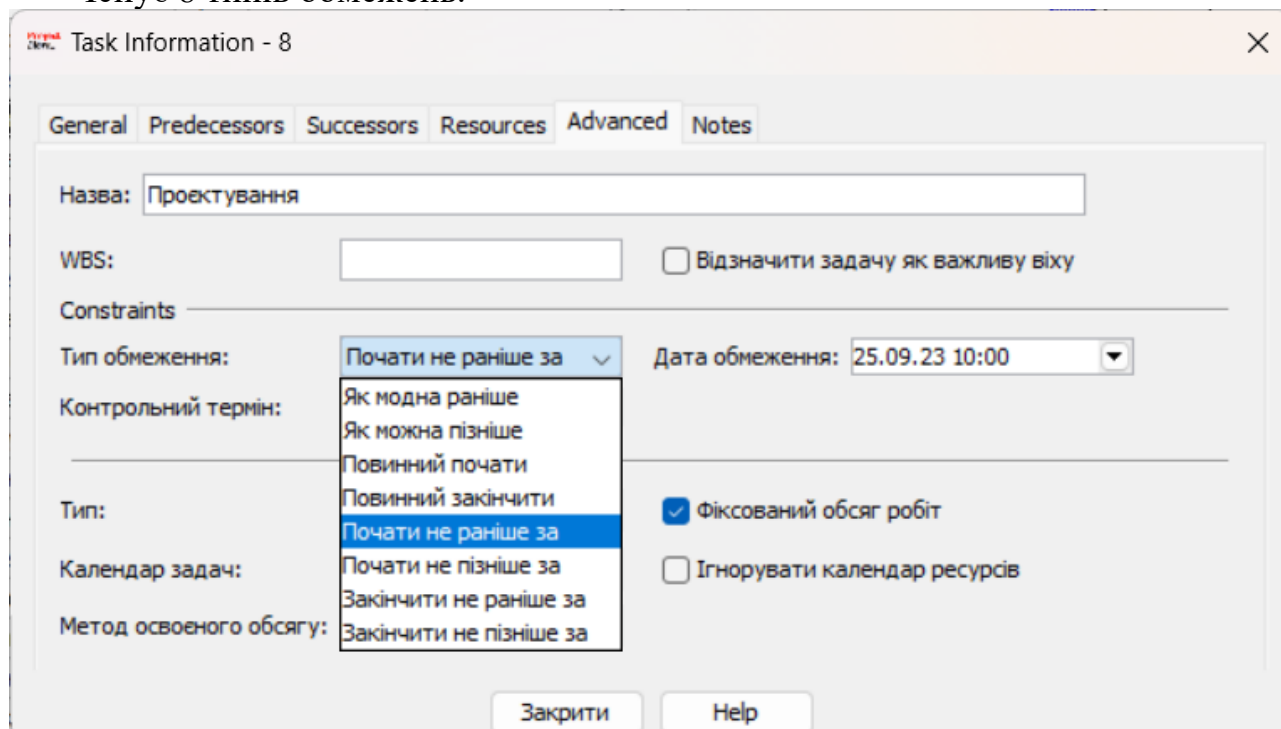 Task Information - 8
General Predecessors Successors Resources Advanced Notes
Назва: Проєктування
WBS: Відзначити задачу як важливу віху
Constraints
Тип обмеження: Почати не раніше за Дата обмеження: 25.09.23 10:00
Як модна раніше
Контрольний термін:
Як можна пізніше
Повинний почати
Повинний закінчити
Тип: Фіксований обсяг робіт
Почати не раніше за
Почати не пізніше за
Календар задач: Ігнорувати календар ресурсів
Закінчити не раніше за
Метод освоєного обсягу: Закінчити не пізніше за
Закрити Help